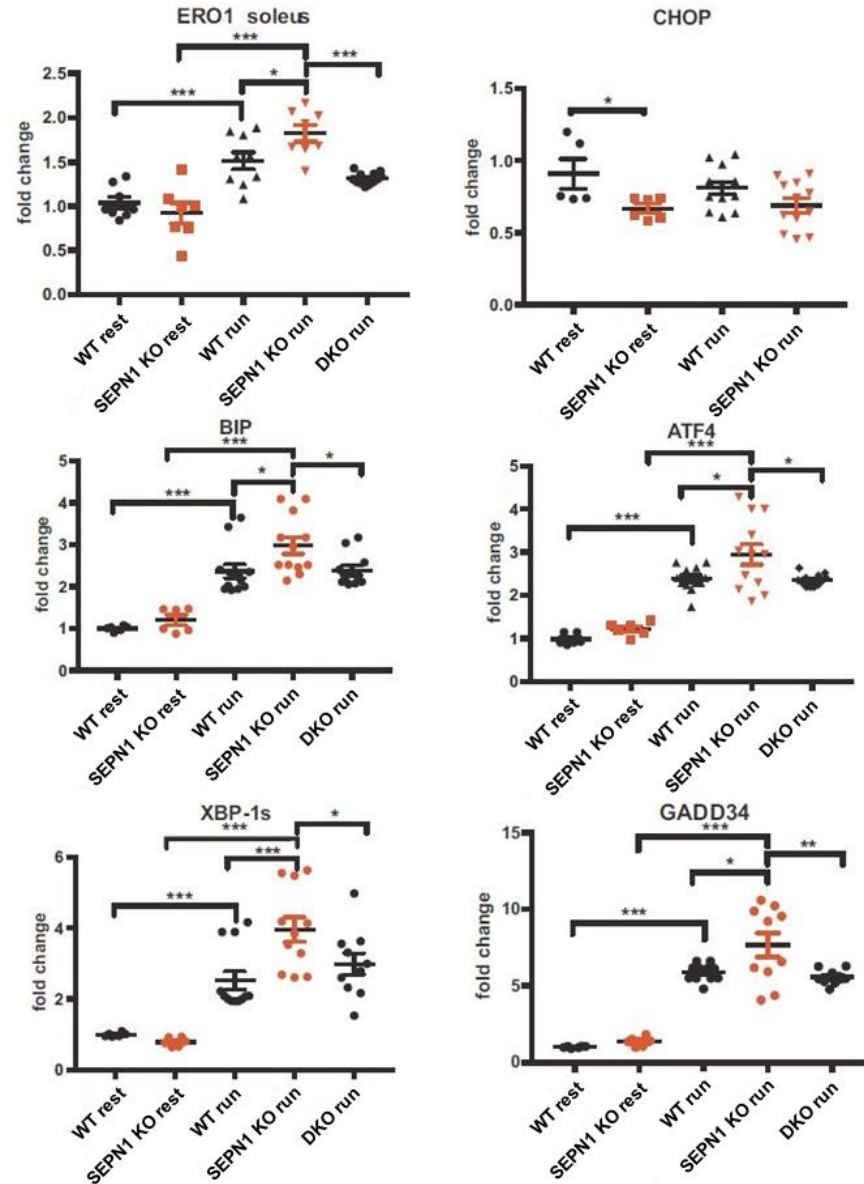 ERO1 soleus
***
***
*
***
fold change
2.5
2.0
1.5
1.0
0.5
0.0
WT rest
SEPN1 KO rest
WT run
SEPN1 KO run
DKO run
CHOP
*
fold change
1.5
1.0
0.5
0.0
WT rest
SEPN1 KO rest
WT run
SEPN1 KO run
BIP
***
*
*
***
fold change
5
4
3
2
1
0
WT rest
SEPN1 KO rest
WT run
SEPN1 KO run
DKO run
ATF4
***
*
*
***
fold change
5
4
3
2
1
0
WT rest
SEPN1 KO rest
WT run
SEPN1 KO run
DKO run
XBP-1s
*
***
***
***
fold change
6
4
2
0
WT rest
SEPN1 KO rest
WT run
SEPN1 KO run
DKO run
GADD34
***
**
*
***
fold change
15
10
5
0
WT rest
SEPN1 KO rest
WT run
SEPN1 KO run
DKO run